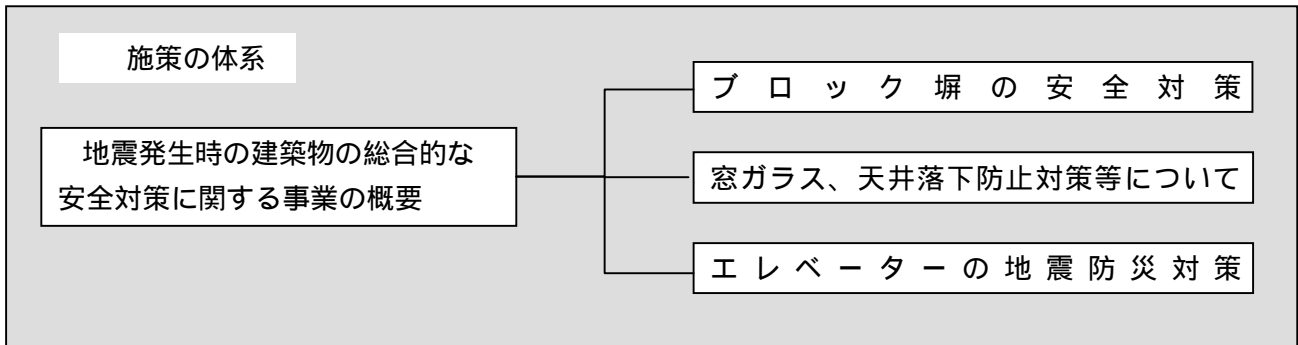 施策の体系
ブロック塀の安全対策
地震発生時の建築物の総合的な
安全対策に関する事業の概要
窓ガラス、天井落下防止対策等について
エレベーターの地震防災対策